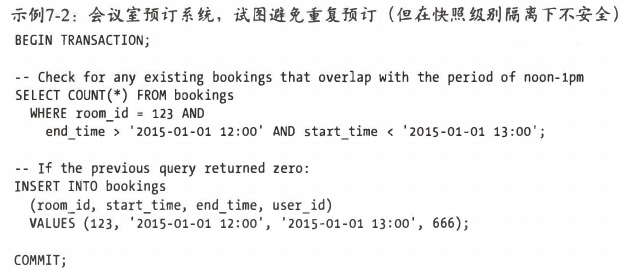 示例7-2：会议室预订系统，试图避免重复预订（但在快照级别隔离下不安全）
BEGIN TRANSACTION;
-- Check for any existing bookings that overlap with the period of noon-1pm
SELECT COUNT(*) FROM bookings
WHERE room_id = 123 AND
end_time > '2015-01-01 12:00' AND start_time < '2015-01-01 13:00';
-- If the previous query returned zero:
INSERT INTO bookings
(room_id, start_time, end_time, user_id)
VALUES (123, '2015-01-01 12:00', '2015-01-01 13:00', 666);
COMMIT;